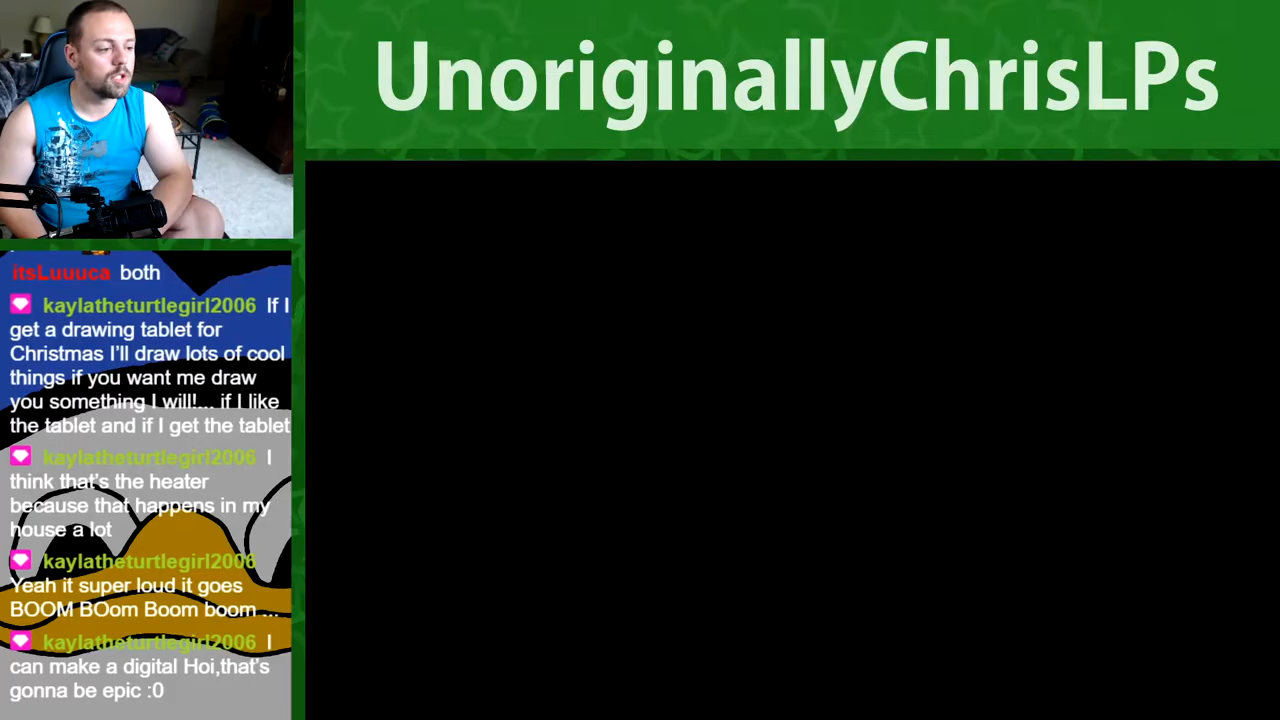 UnoriginallyChrisLPs
itsLuuuca both
kaylatheturtlegirl2006 If I
get a drawing tablet for
Christmas I'll draw lots of cool
things if you want me draw
you something I will!... if I like
the tablet and if I get the tablet
kaylatheturtlegirl2006 I
think that's the heater
because that happens in my
house a lot
kaylatheturtlegirl2006
Yeah it super loud it goes
BOOM BOom Boom boom ...
kaylatheturtlegirl2006 I
can make a digital Hoi,that's
gonna be epic :0